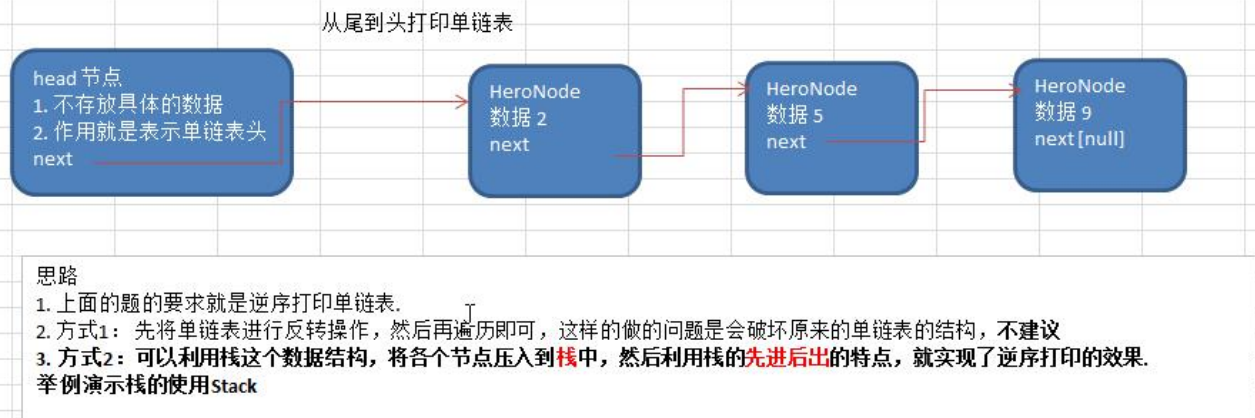 从尾到头打印单链表
head 节点
1. 不存放具体的数据
2. 作用就是表示单链表头
next
HeroNode
数据 2
next
HeroNode
数据 5
next
HeroNode
数据 9
next [null]
思路
1. 上面的题的要求就是逆序打印单链表.
2. 方式1：先将单链表进行反转操作，然后再遍历即可，这样的做的问题是会破坏原来的单链表的结构，不建议
3. 方式2：可以利用栈这个数据结构，将各个节点压入到栈中，然后利用栈的先进后出的特点，就实现了逆序打印的效果.
举例演示栈的使用Stack